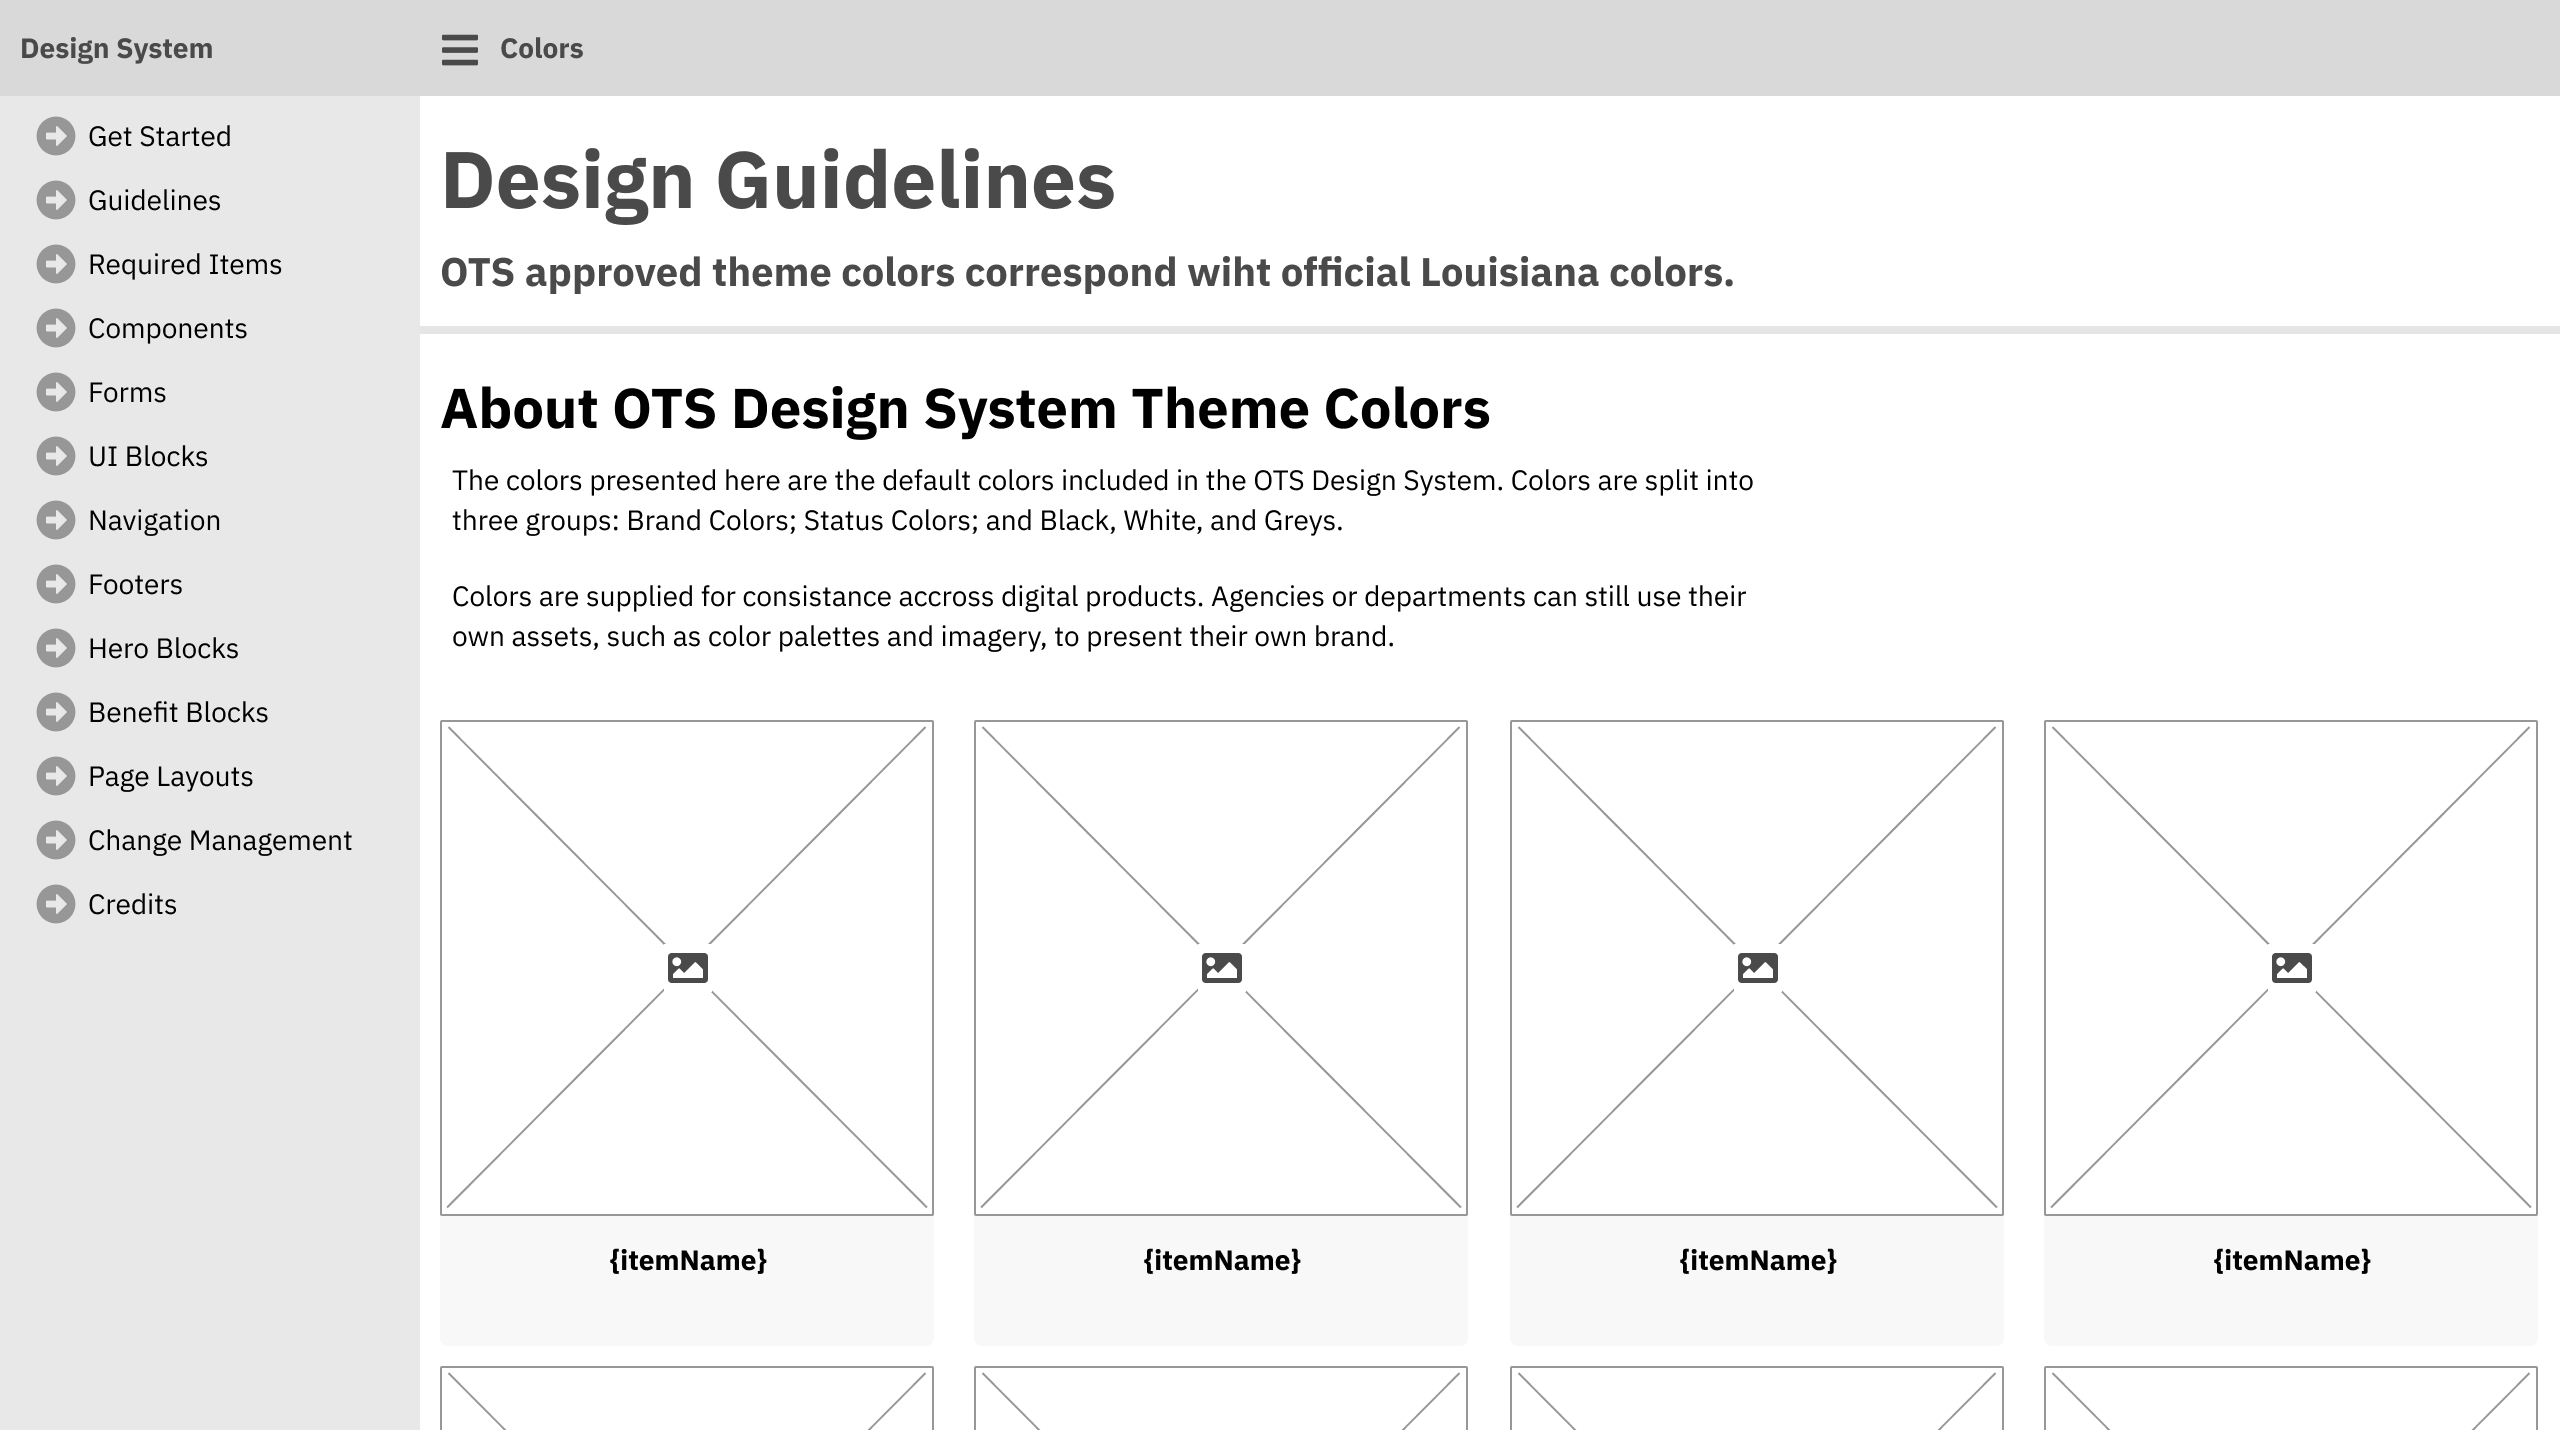 Design System
Colors
Get Started
Guidelines
Required Items
Components
Forms
UI Blocks
Navigation
Footers
Hero Blocks
Benefit Blocks
Page Layouts
Change Management
Credits
Design Guidelines
OTS approved theme colors correspond wiht official Louisiana colors.
About OTS Design System Theme Colors
The colors presented here are the default colors included in the OTS Design System. Colors are split into
three groups: Brand Colors; Status Colors; and Black, White, and Greys.
Colors are supplied for consistance accross digital products. Agencies or departments can still use their
own assets, such as color palettes and imagery, to present their own brand.
{itemName}
{itemName}
{itemName}
{itemName}